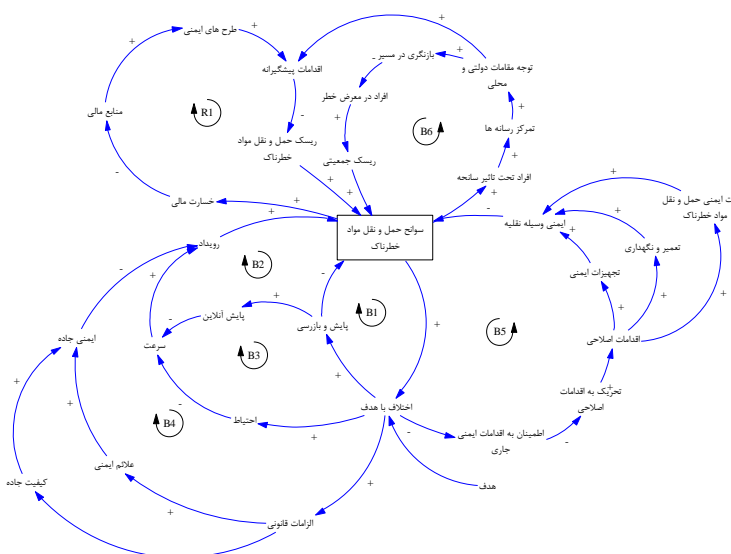 طرح های ایمنی
بازنگری در مسیر
اقدامات پیشگیرانه
توجه مقامات دولتی و
محلی
افراد در معرض خطر
منابع مالی
R1
B6
تمرکز رسانه ها
ریسک حمل و نقل مواد
خطرناک
ریسک جمعیتی
افراد تحت تاثیر سانحه
خسارت مالی
ایمنی حمل و نقل
مواد خطرناک
سوانح حمل و نقل مواد
خطرناک
ایمنی وسیله نقلیه
رویداد
تعمیر و نگهداری
B2
تجهیزات ایمنی
پایش آنلاین
پایش و بازرسی
B1
B5
ایمنی جاده
سرعت
B3
اقدامات اصلاحی
تحریک به اقدامات
اصلاحی
احتیاط
اختلاف با هدف
B4
اطمینان به اقدامات ایمنی
جاری
علائم ایمنی
کیفیت جاده
هدف
الزامات قانونی